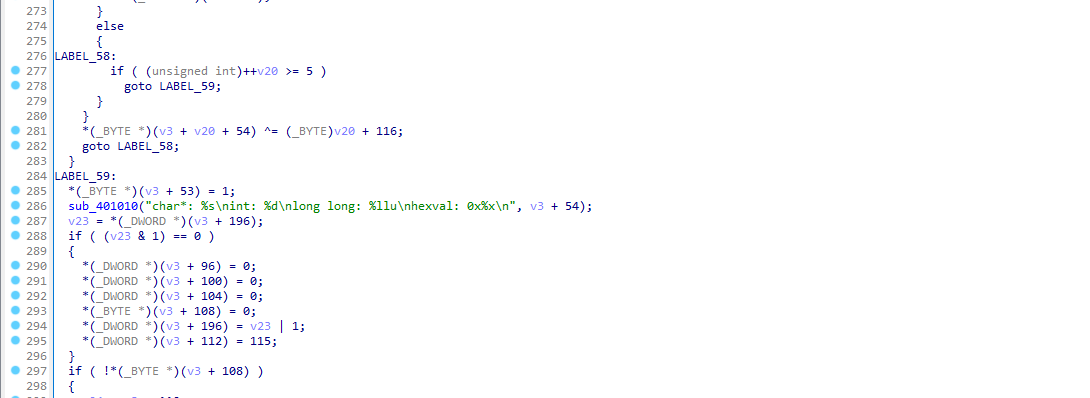 273 }
274 else
275 {
276 LABEL_58:
277 if ( (unsigned int)++v20 >= 5 )
278 goto LABEL_59;
279 }
280 }
281 *(_BYTE *)(v3 + v20 + 54) ^= (_BYTE)v20 + 116;
282 goto LABEL_58;
283 }
284 LABEL_59:
285 *(_BYTE *)(v3 + 53) = 1;
286 sub_401010("char*: %s\nint: %d\nlong long: %llu\nhexval: 0x%x\n", v3 + 54);
287 v23 = *(_DWORD *)(v3 + 196);
288 if ( (v23 & 1) == 0 )
289 {
290 *(_DWORD *)(v3 + 96) = 0;
291 *(_DWORD *)(v3 + 100) = 0;
292 *(_DWORD *)(v3 + 104) = 0;
293 *(_BYTE *)(v3 + 108) = 0;
294 *(_DWORD *)(v3 + 196) = v23 | 1;
295 *(_DWORD *)(v3 + 112) = 115;
296 }
297 if ( !*(_BYTE *)(v3 + 108) )
298 {